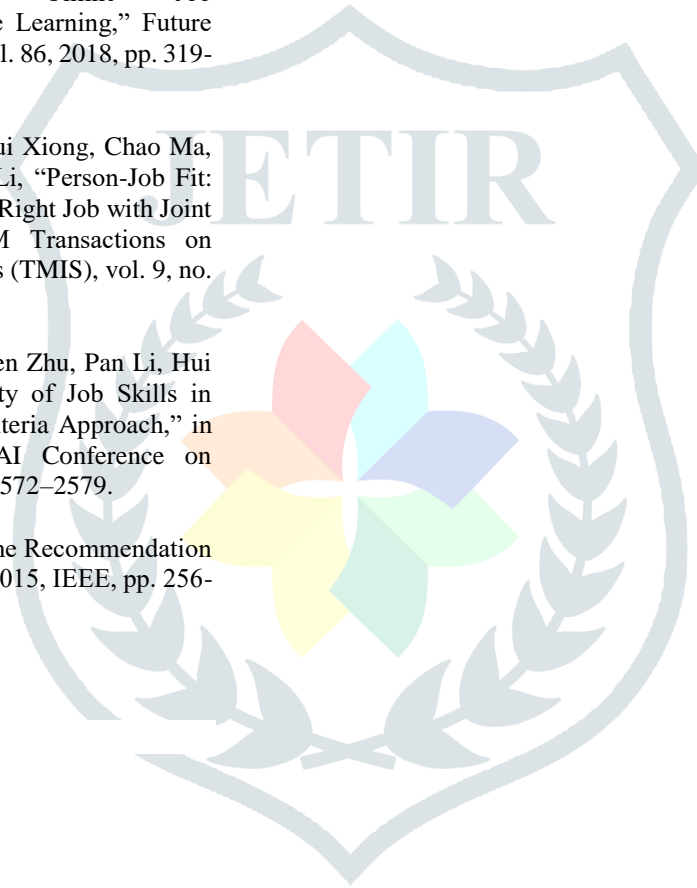 e Learning,” Future
l. 86, 2018, pp. 319-
ui Xiong, Chao Ma,
Li, “Person-Job Fit:
Right Job with Joint
M Transactions on
s (TMIS), vol. 9, no.
en Zhu, Pan Li, Hui
ty of Job Skills in
iteria Approach,” in
AI Conference on
572–2579.
ne Recommendation
015, IEEE, pp. 256-
JETIR